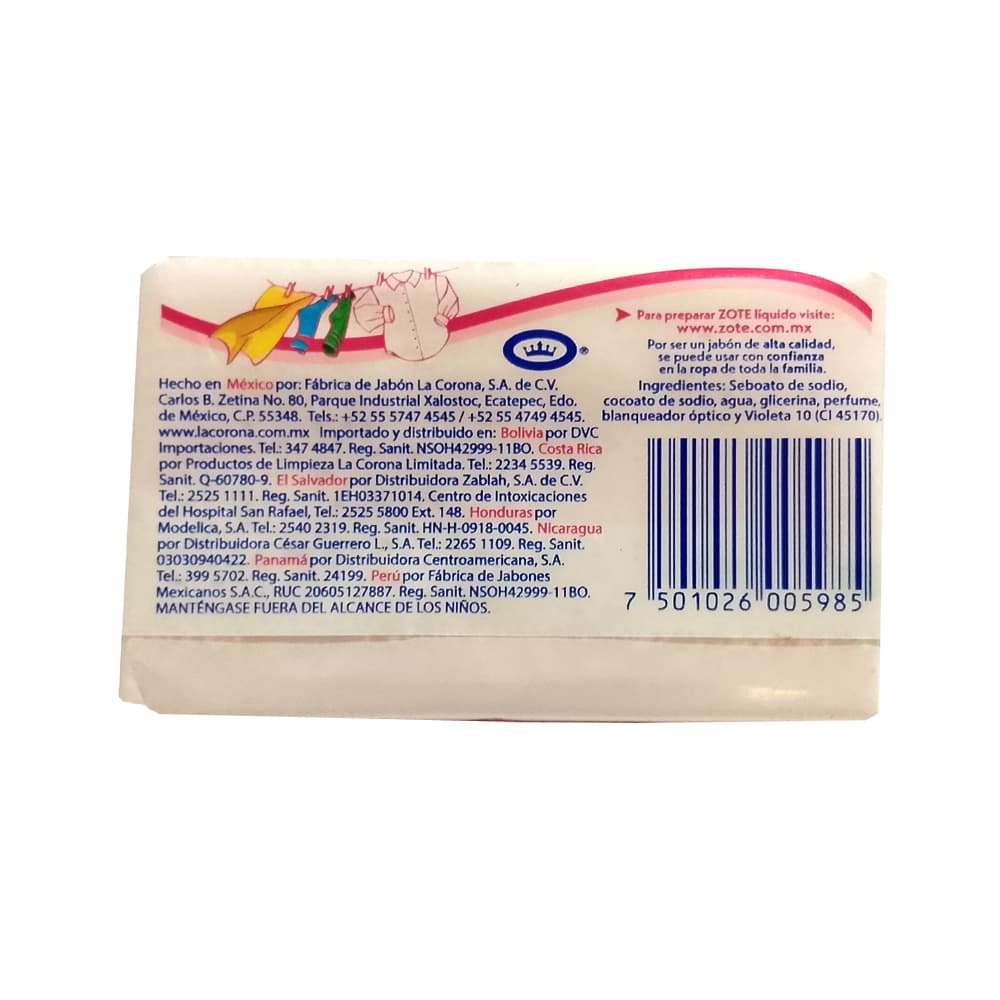 Para preparar ZOTE líquido visite:
www.zote.com.mx
Por ser un jabón de alta calidad,
se puede usar con confianza
en la ropa de toda la familia.
Ingredientes: Seboato de sodio,
cocoato de sodio, agua, glicerina, perfume,
blanqueador óptico y Violeta 10 (CI 45170).
®
Hecho en México por: Fábrica de Jabón La Corona, S.A. de C.V.
Carlos B. Zetina No. 80, Parque Industrial Xalostoc, Ecatepec, Edo.
de México, C.P. 55348. Tels.: +52 55 5747 4545 / +52 55 4749 4545.
www.lacorona.com.mx Importado y distribuido en: Bolivia por DVC
Importaciones. Tel.: 347 4847. Reg. Sanit. NSOH42999-11BO. Costa Rica
por Productos de Limpieza La Corona Limitada. Tel.: 2234 5539. Reg.
Sanit. Q-60780-9. El Salvador por Distribuidora Zablah, S.A. de C.V.
Tel.: 2525 1111. Reg. Sanit. 1EH03371014. Centro de Intoxicaciones
del Hospital San Rafael, Tel.: 2525 5800 Ext. 148. Honduras por
Modelica, S.A. Tel.: 2540 2319. Reg. Sanit. HN-H-0918-0045. Nicaragua
por Distribuidora César Guerrero L., S.A. Tel.: 2265 1109. Reg. Sanit.
03030940422. Panamá por Distribuidora Centroamericana, S.A.
Tel.: 399 5702. Reg. Sanit. 24199. Perú por Fábrica de Jabones
Mexicanos S.A.C., RUC 20605127887. Reg. Sanit. NSOH42999-11BO.
MANTÉNGASE FUERA DEL ALCANCE DE LOS NIÑOS.
7 501026 005985